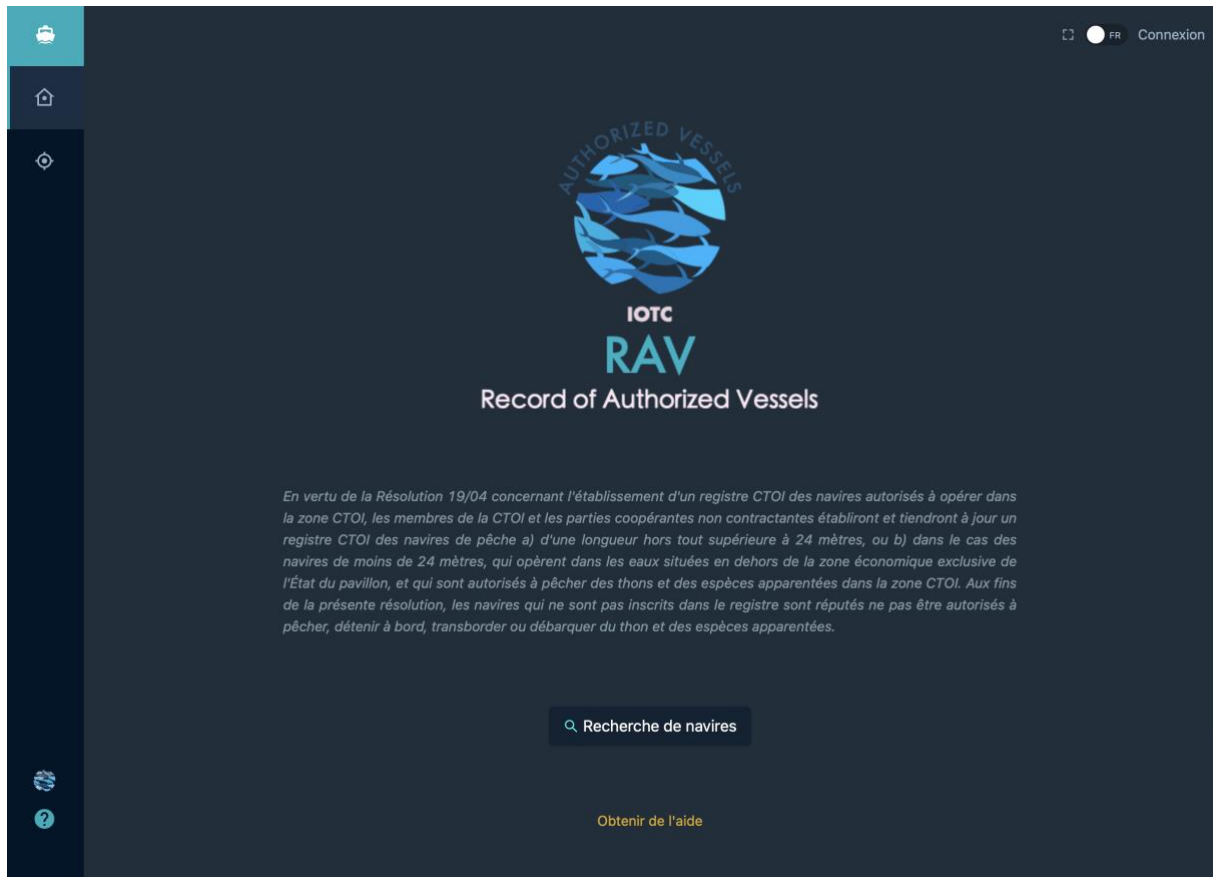 FR Connexion
AUTHORIZED VESSELS
IOTC
RAV
Record of Authorized Vessels
En vertu de la Résolution 19/04 concernant l'établissement d'un registre CTOI des navires autorisés à opérer dans
la zone CTOI, les membres de la CTOI et les parties coopérantes non contractantes établiront et tiendront à jour un
registre CTOI des navires de pêche a) d'une longueur hors tout supérieure à 24 mètres, ou b) dans le cas des
navires de moins de 24 mètres, qui opèrent dans les eaux situées en dehors de la zone économique exclusive de
l'État du pavillon, et qui sont autorisés à pêcher des thons et des espèces apparentées dans la zone CTOI. Aux fins
de la présente résolution, les navires qui ne sont pas inscrits dans le registre sont réputés ne pas être autorisés à
pêcher, détenir à bord, transborder ou débarquer du thon et des espèces apparentées.
Recherche de navires
Obtenir de l'aide